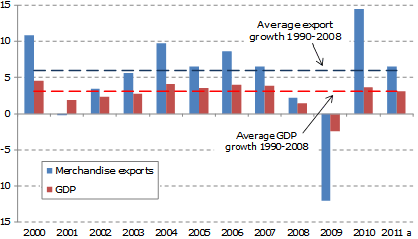 15
10
5
0
5
10
15
Average export
growth 1990-2008
Average GDP
growth 1990-2008
Merchandise exports
GDP
2000 2001 2002 2003 2004 2005 2006 2007 2008 2009 2010 2011 a